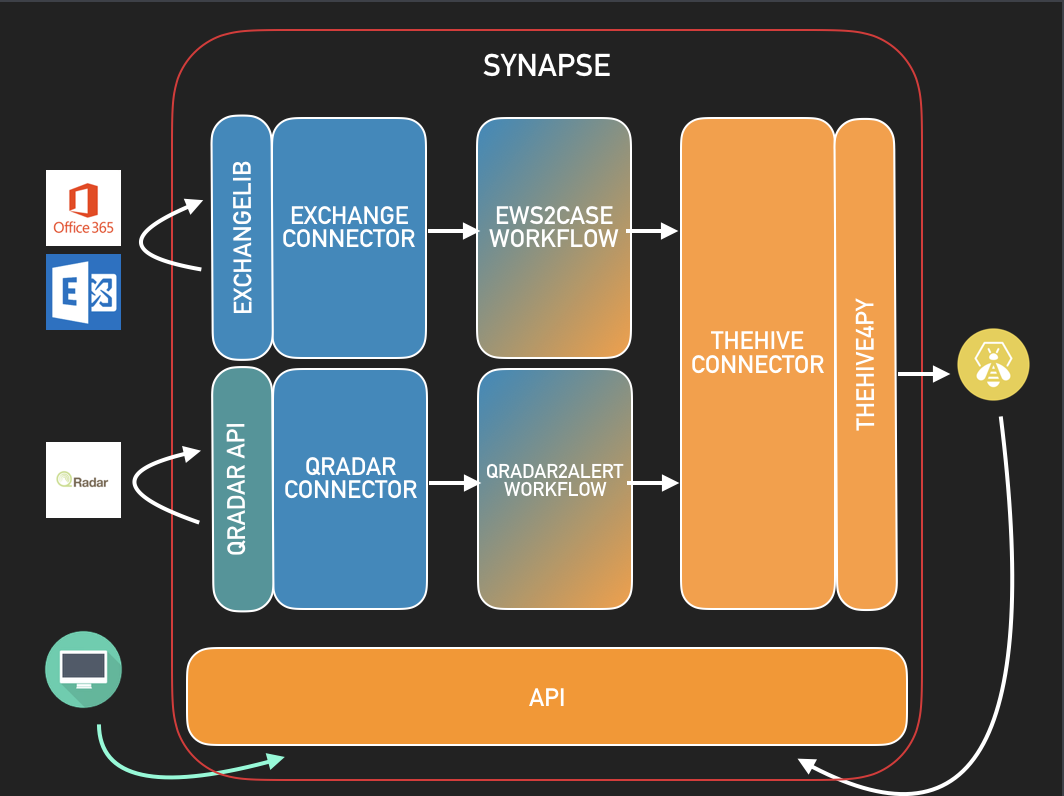 SYNAPSE
Office 365
E
EXCHANGELIB
EXCHANGE
CONNECTOR
EWS2CASE
WORKFLOW
THEHIVE
CONNECTOR
THEHIVE4PY
Radar
QRADAR API
QRADAR
CONNECTOR
QRADAR2ALERT
WORKFLOW
API